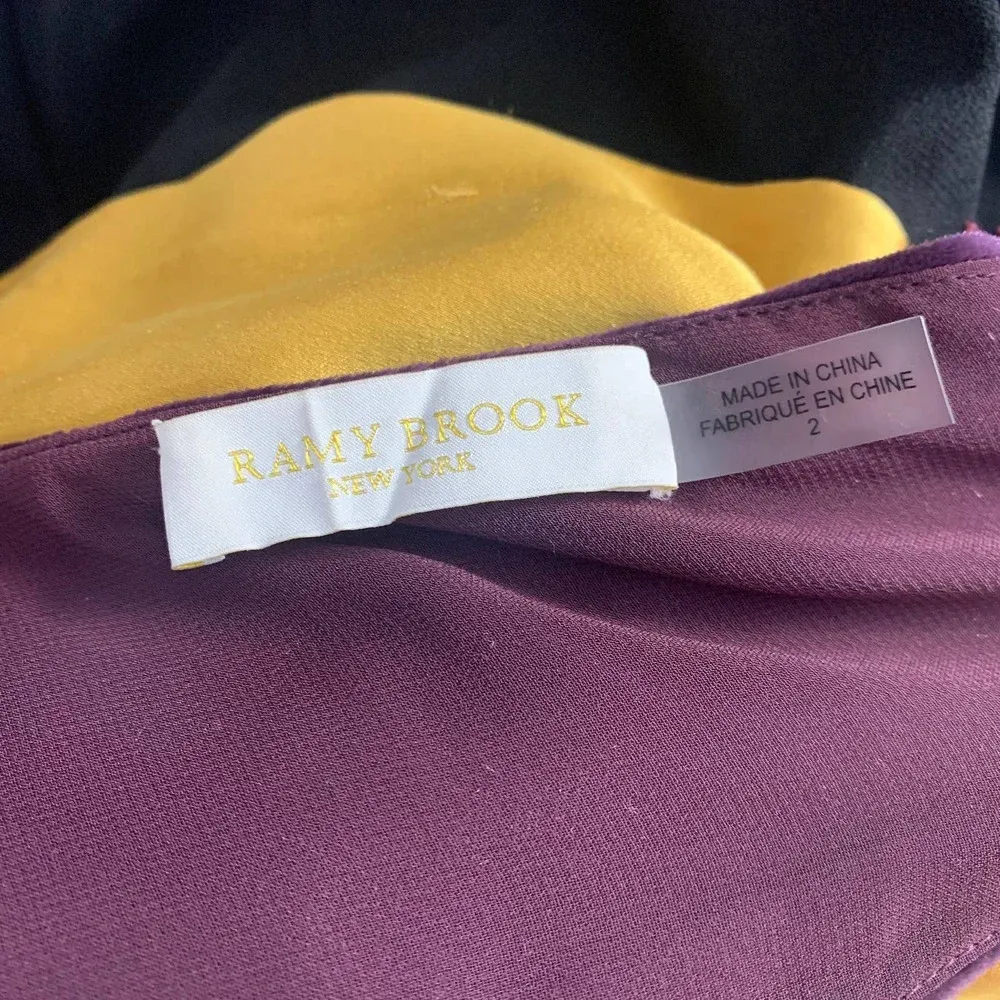 RAMY BROOK
NEW YORK
MADE IN CHINA
FABRIQUÉ EN CHINE
2